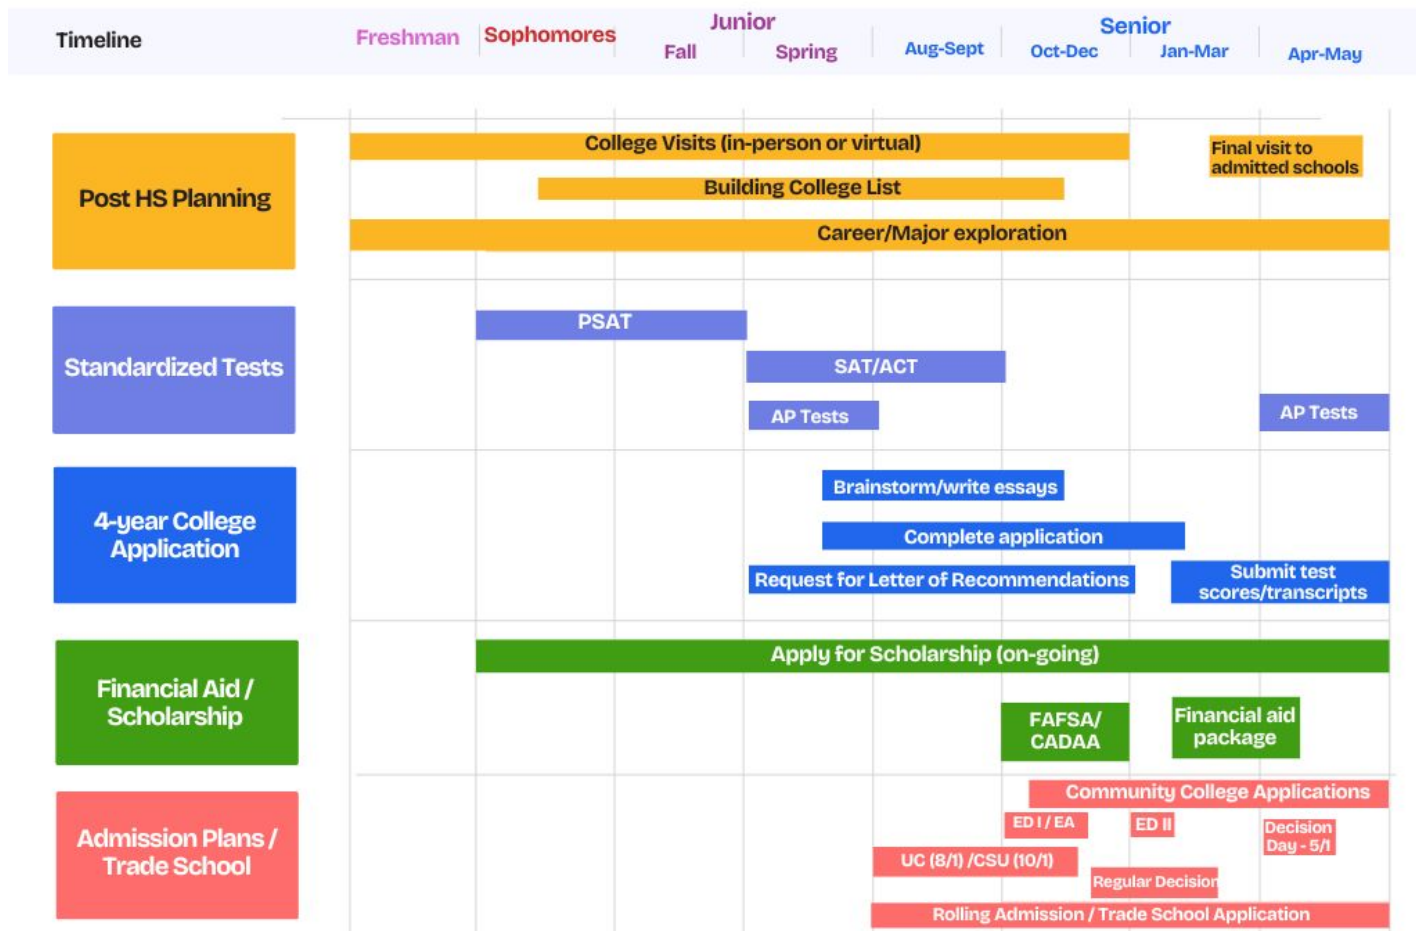 Timeline
Freshman
Sophomores
Junior
Fall
Spring
Senior
Aug-Sept
Oct-Dec
Jan-Mar
Apr-May
Post HS Planning
College Visits (in-person or virtual)
Final visit to
admitted schools
Building College List
Career/Major exploration
Standardized Tests
PSAT
SAT/ACT
AP Tests
AP Tests
4-year College
Application
Brainstorm/write essays
Complete application
Request for Letter of Recommendations
Submit test
scores/transcripts
Financial Aid /
Scholarship
Apply for Scholarship (on-going)
FAFSA/
CADAA
Financial aid
package
Admission Plans /
Trade School
Community College Applications
ED I / EA
ED II
Decision
Day - 5/1
UC (8/1) /CSU (10/1)
Regular Decision
Rolling Admission / Trade School Application